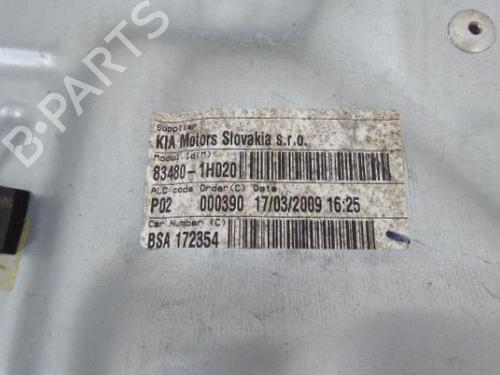 Supplier
KIA Motors Slovakia s.r.o.
Modul Id(M)
83480-1H020
ALC code Order(C) Date
P02 000390 17/03/2009 16:25
Car Number (C)
BSA 172354
B-PARTS